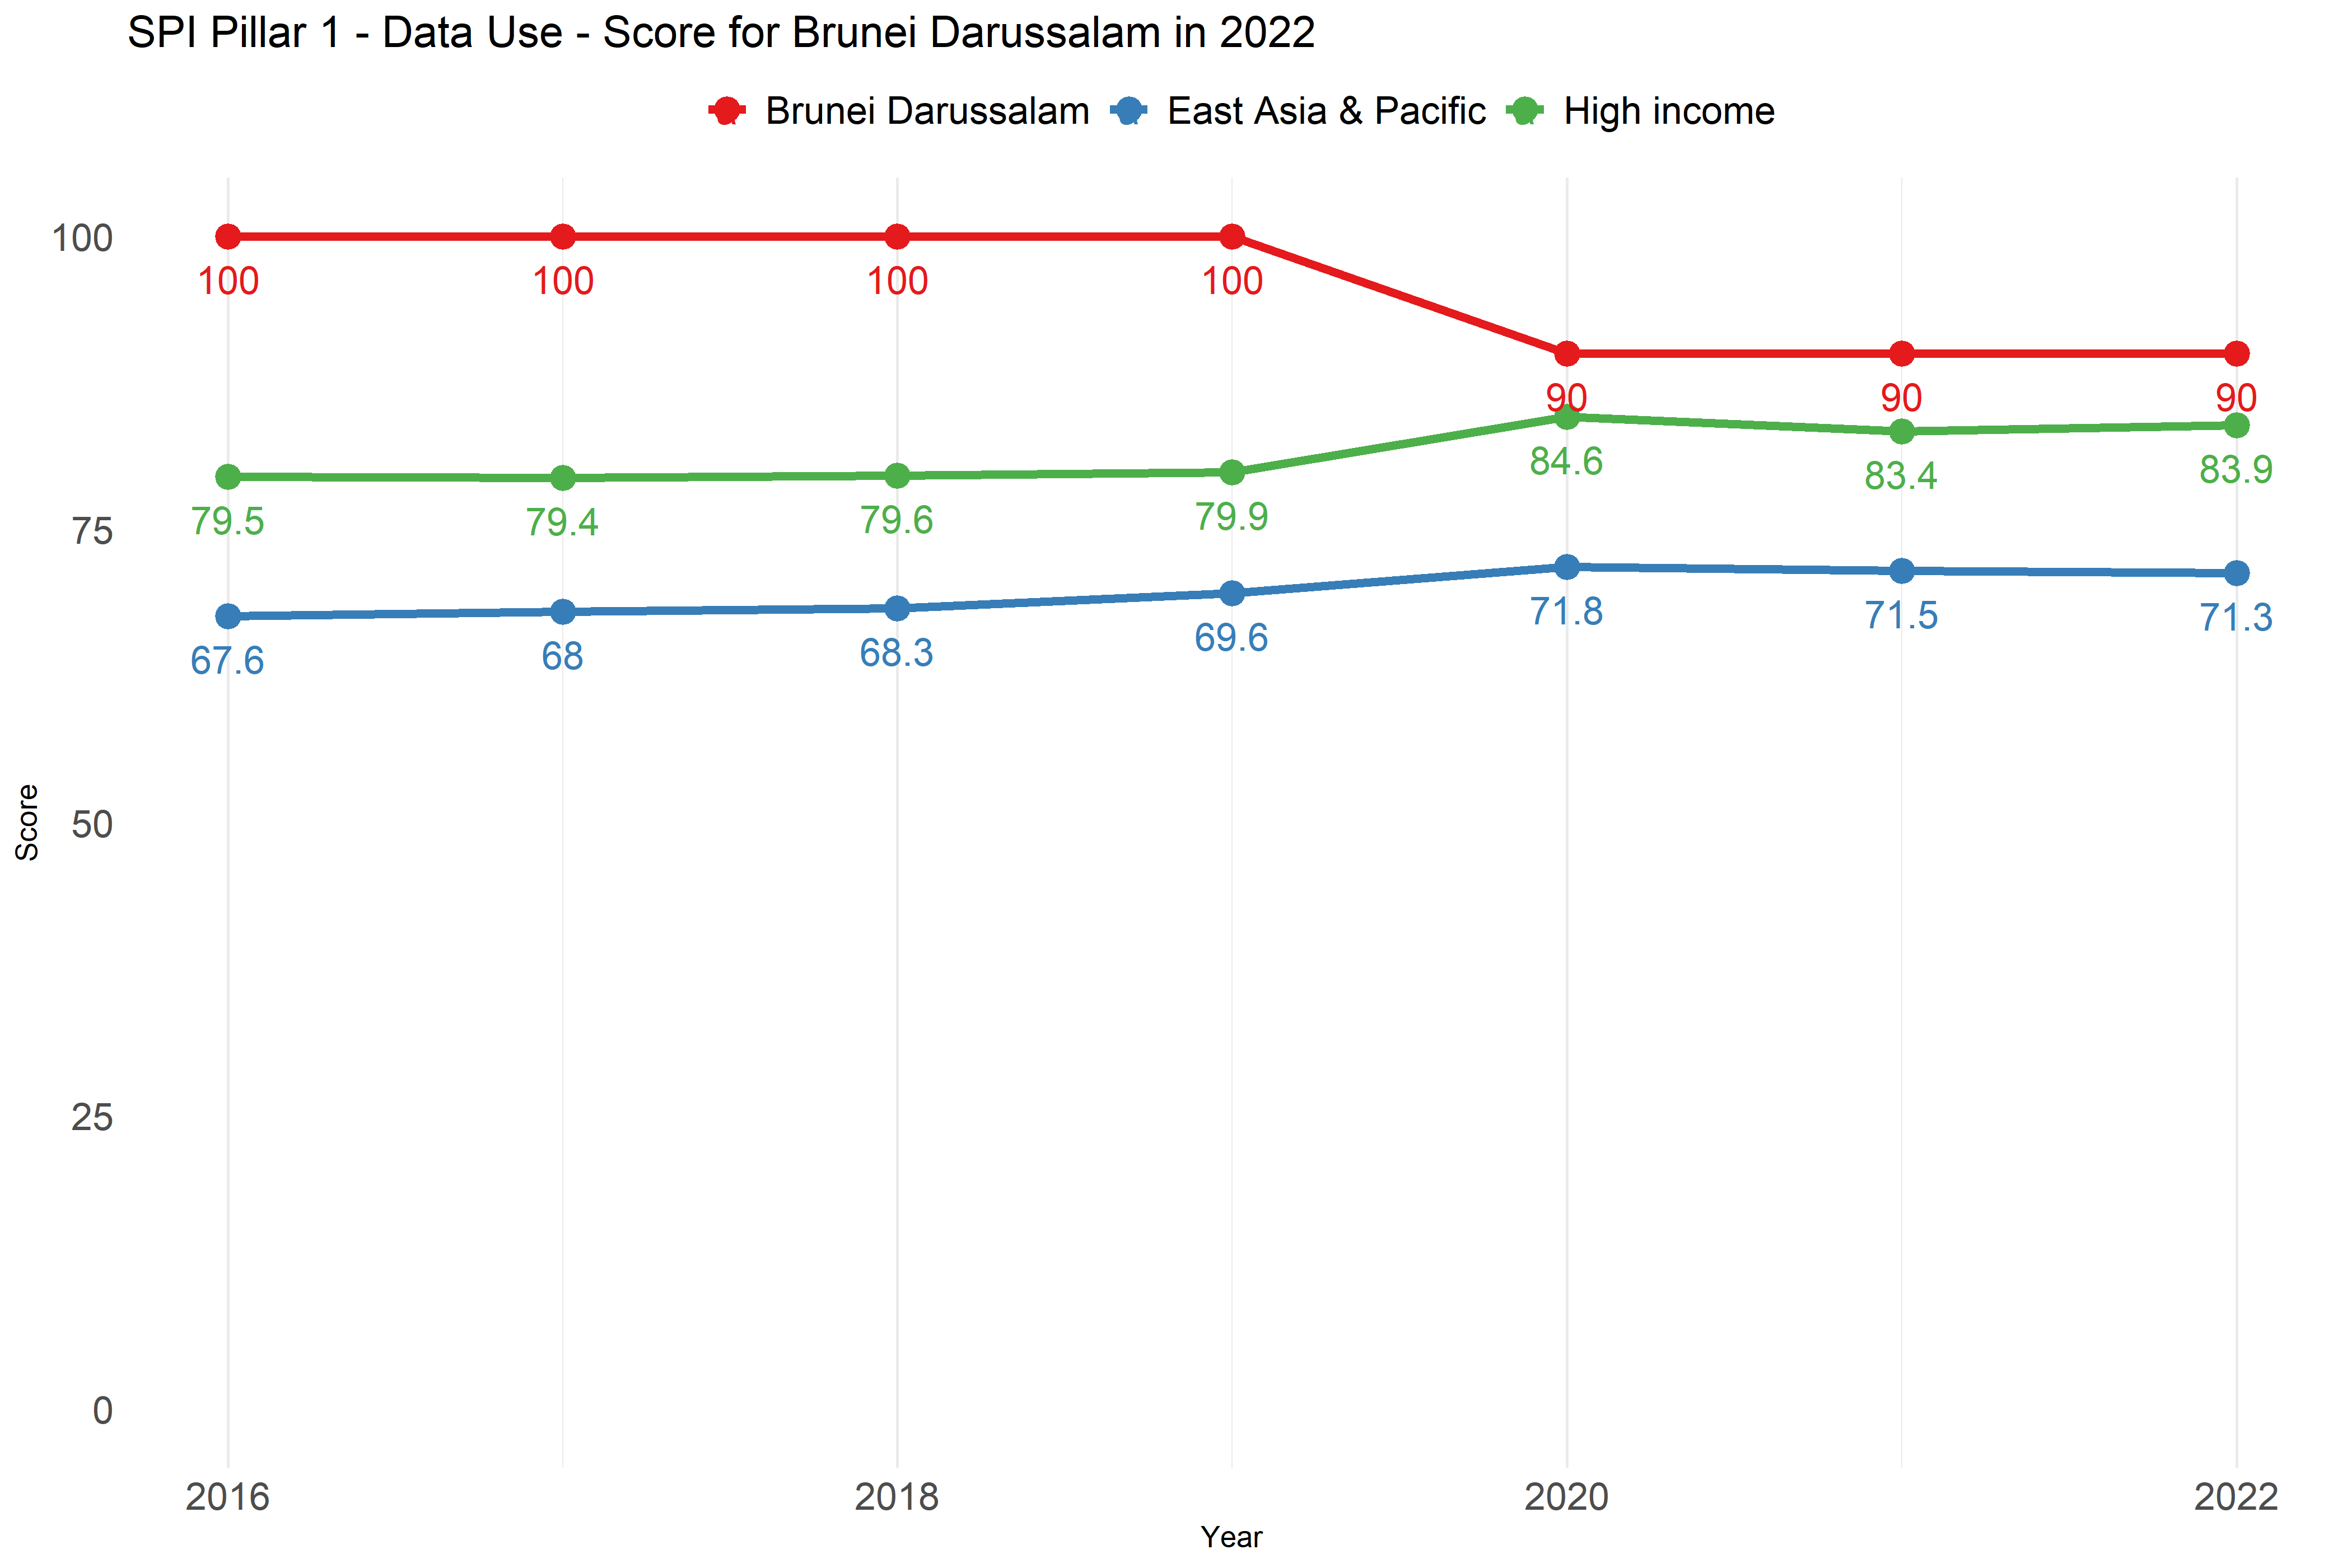 SPI Pillar 1 - Data Use - Score for Brunei Darussalam in 2022
Brunei Darussalam East Asia & Pacific High income
100
75
50
25
0
Score
100 100 100 100 90 90 90
79.5 79.4 79.6 79.9 84.6 83.4 83.9
67.6 68 68.3 69.6 71.8 71.5 71.3
2016 2018 2020 2022
Year